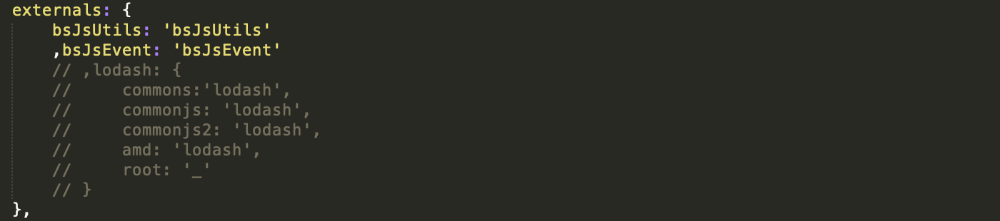 externals: {
    bsJsUtils: 'bsJsUtils'
    ,bsJsEvent: 'bsJsEvent'
    // ,lodash: {
    //     commons:'lodash',
    //     commonjs: 'lodash',
    //     commonjs2: 'lodash',
    //     amd: 'lodash',
    //     root: '_'
    // }
},